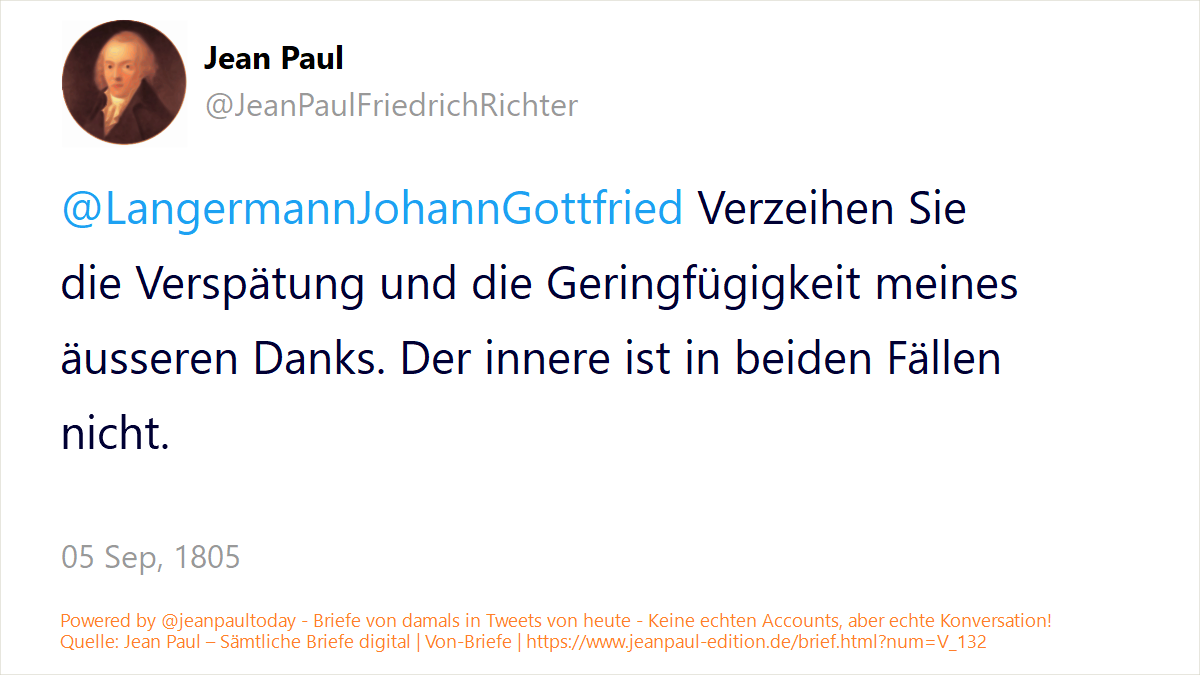 Jean Paul
@JeanPaulFriedrichRichter
@LangermannJohannGottfried Verzeihen Sie
die Verspätung und die Geringfügigkeit meines
äusseren Danks. Der innere ist in beiden Fällen
nicht.
05 Sep, 1805
Powered by @jeanpaultoday - Briefe von damals in Tweets von heute - Keine echten Accounts, aber echte Konversation!
Quelle: Jean Paul – Sämtliche Briefe digital | Von-Briefe | https://www.jeanpaul-edition.de/brief.html?num=V_132